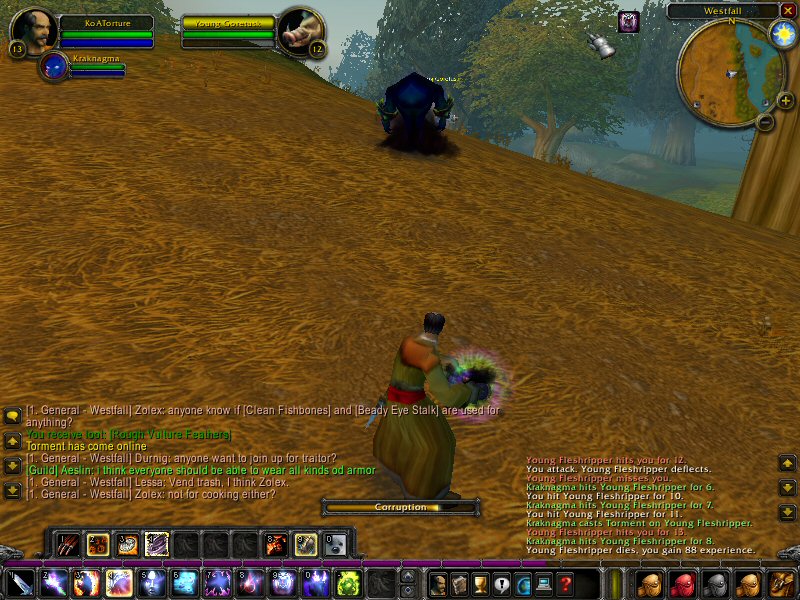 KoATorture
Young Goretusk
Westfall
N
13
12
Kraknagma
[1. General - Westfall] Zolex: anyone know if [Clean Fishbones] and [Beady Eye Stalk] are used for
anything?
You receive loot: [Rough Vulture Feathers]
Torment has come online
[1. General - Westfall] Durnig: anyone want to join up for traitor?
[Guild] Aeslin: i think everyone should be able to wear all kinds od armor
[1. General - Westfall] Lessa: Vend trash, I think Zolex.
[1. General - Westfall] Zolex: not for cooking either?
Young Fleshripper hits you for 12.
You attack. Young Fleshripper deflects.
Young Fleshripper misses you.
Kraknagma hits Young Fleshripper for 6.
You hit Young Fleshripper for 10.
Kraknagma hits Young Fleshripper for 7.
You hit Young Fleshripper for 11.
Kraknagma casts Torment on Young Fleshripper.
Young Fleshripper hits you for 13.
Kraknagma hits Young Fleshripper for 8.
Young Fleshripper dies, you gain 88 experience.
Corruption